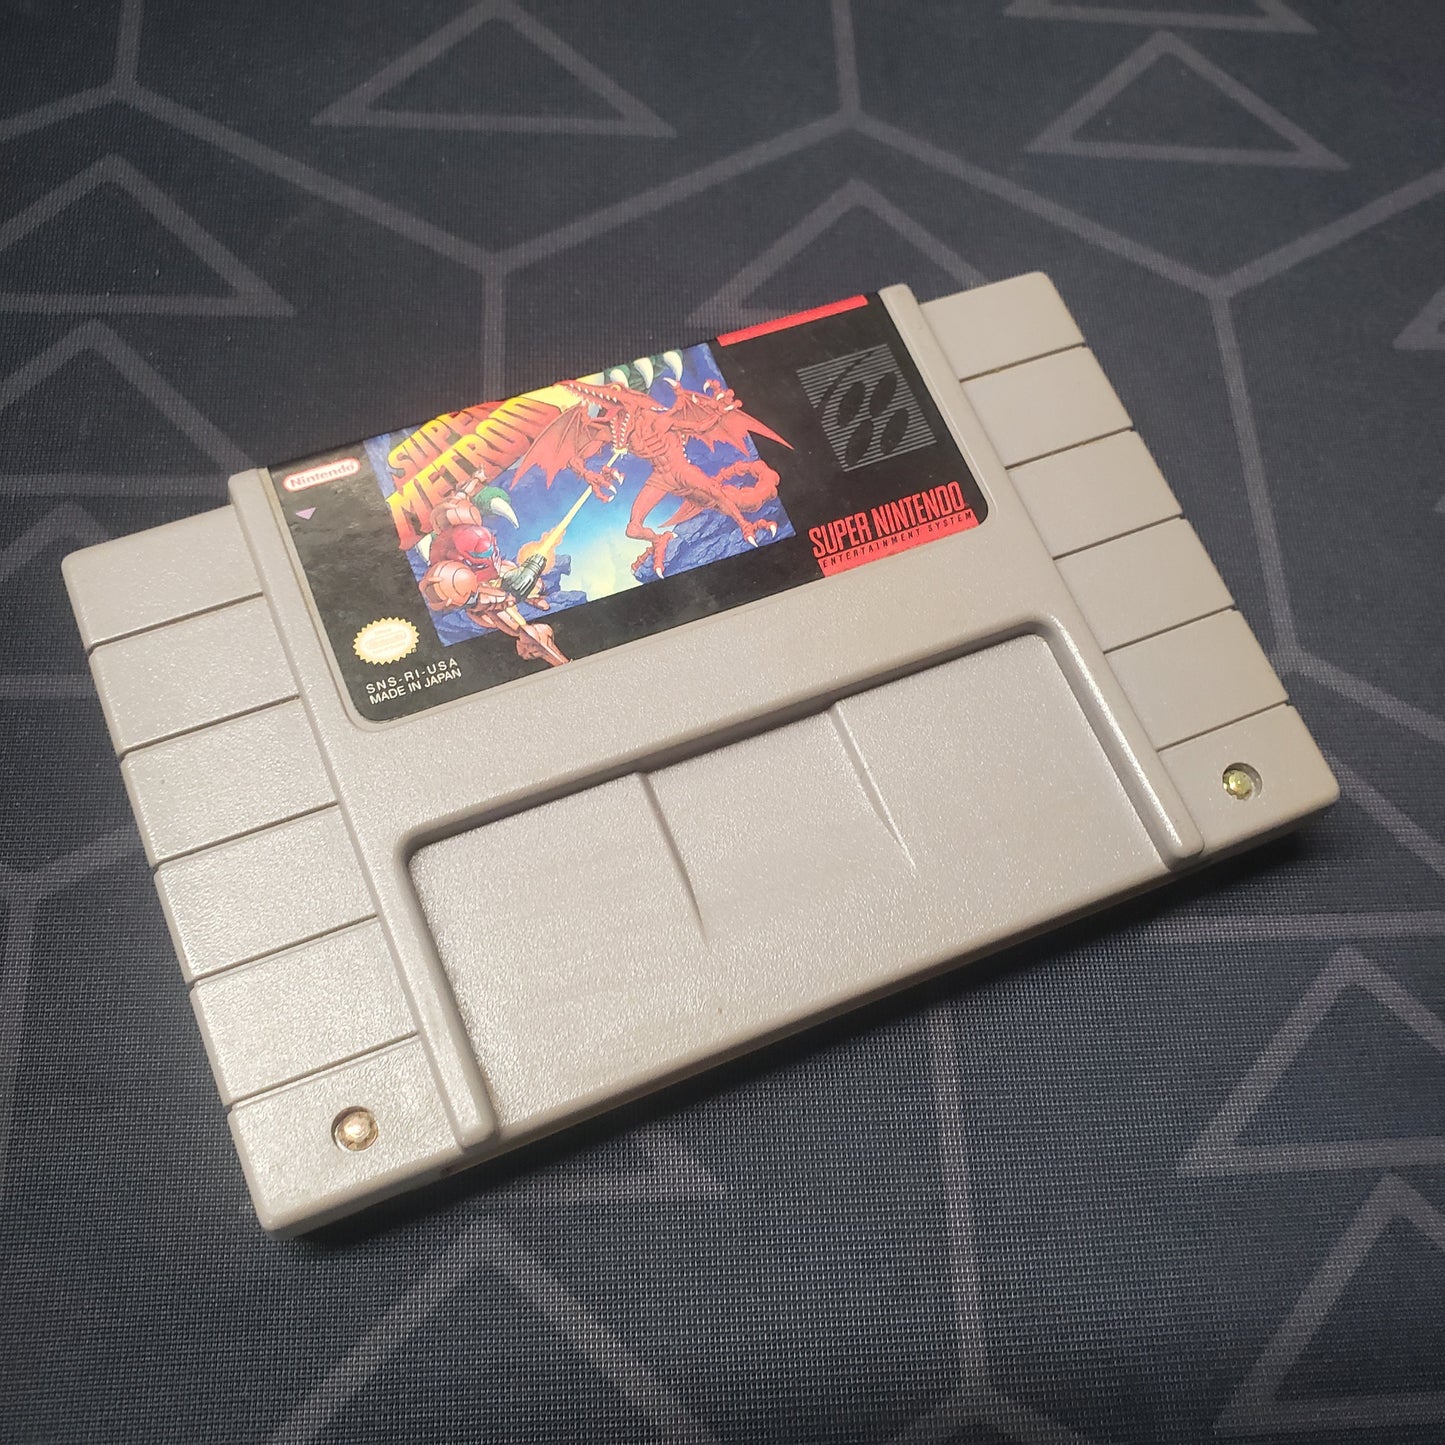 Nintendo
SUPER
METROID
SUPER NINTENDO
ENTERTAINMENT SYSTEM
SNS-RI-USA
MADE IN JAPAN